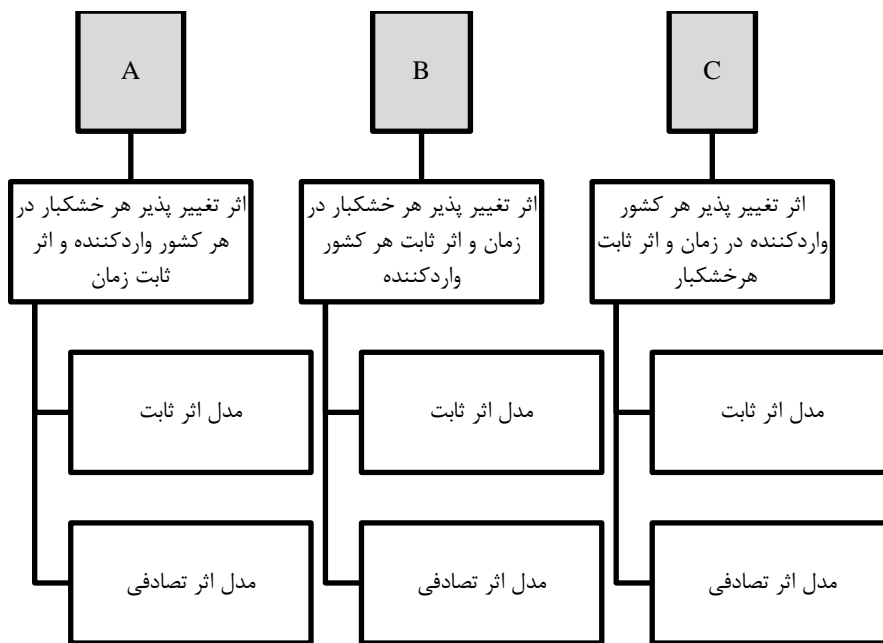 A
اثر تغییر پذیر هر خشکبار در
هر کشور واردکننده و اثر
ثابت زمان
مدل اثر ثابت
مدل اثر تصادفی
B
اثر تغییر پذیر هر خشکبار در
زمان و اثر ثابت هر کشور
واردکننده
مدل اثر ثابت
مدل اثر تصادفی
C
اثر تغییر پذیر هر کشور
واردکننده در زمان و اثر ثابت
هرخشکبار
مدل اثر ثابت
مدل اثر تصادفی